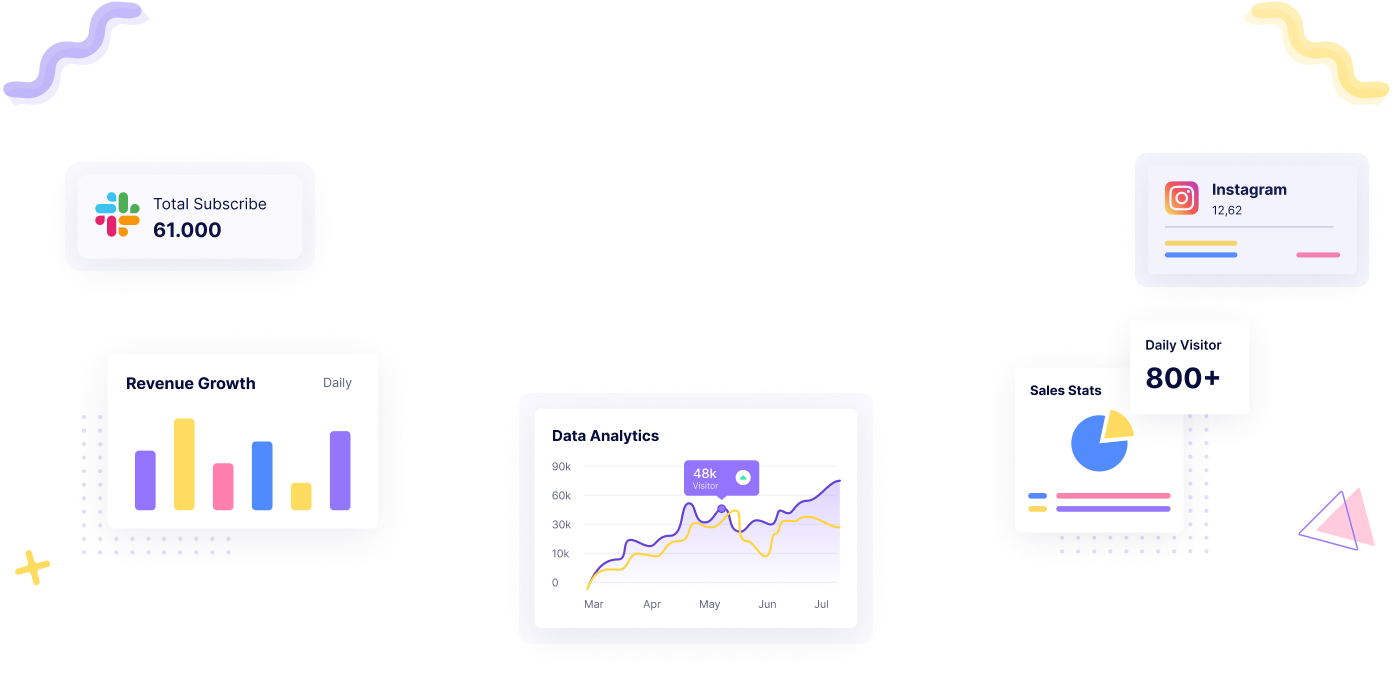 Total Subscribe
61.000
Instagram
12,62
Daily Visitor
800+
Sales Stats
Revenue Growth
Daily
Data Analytics
90k
60k
30k
10k
0
48k
Visitor
Mar Apr May Jun Jul